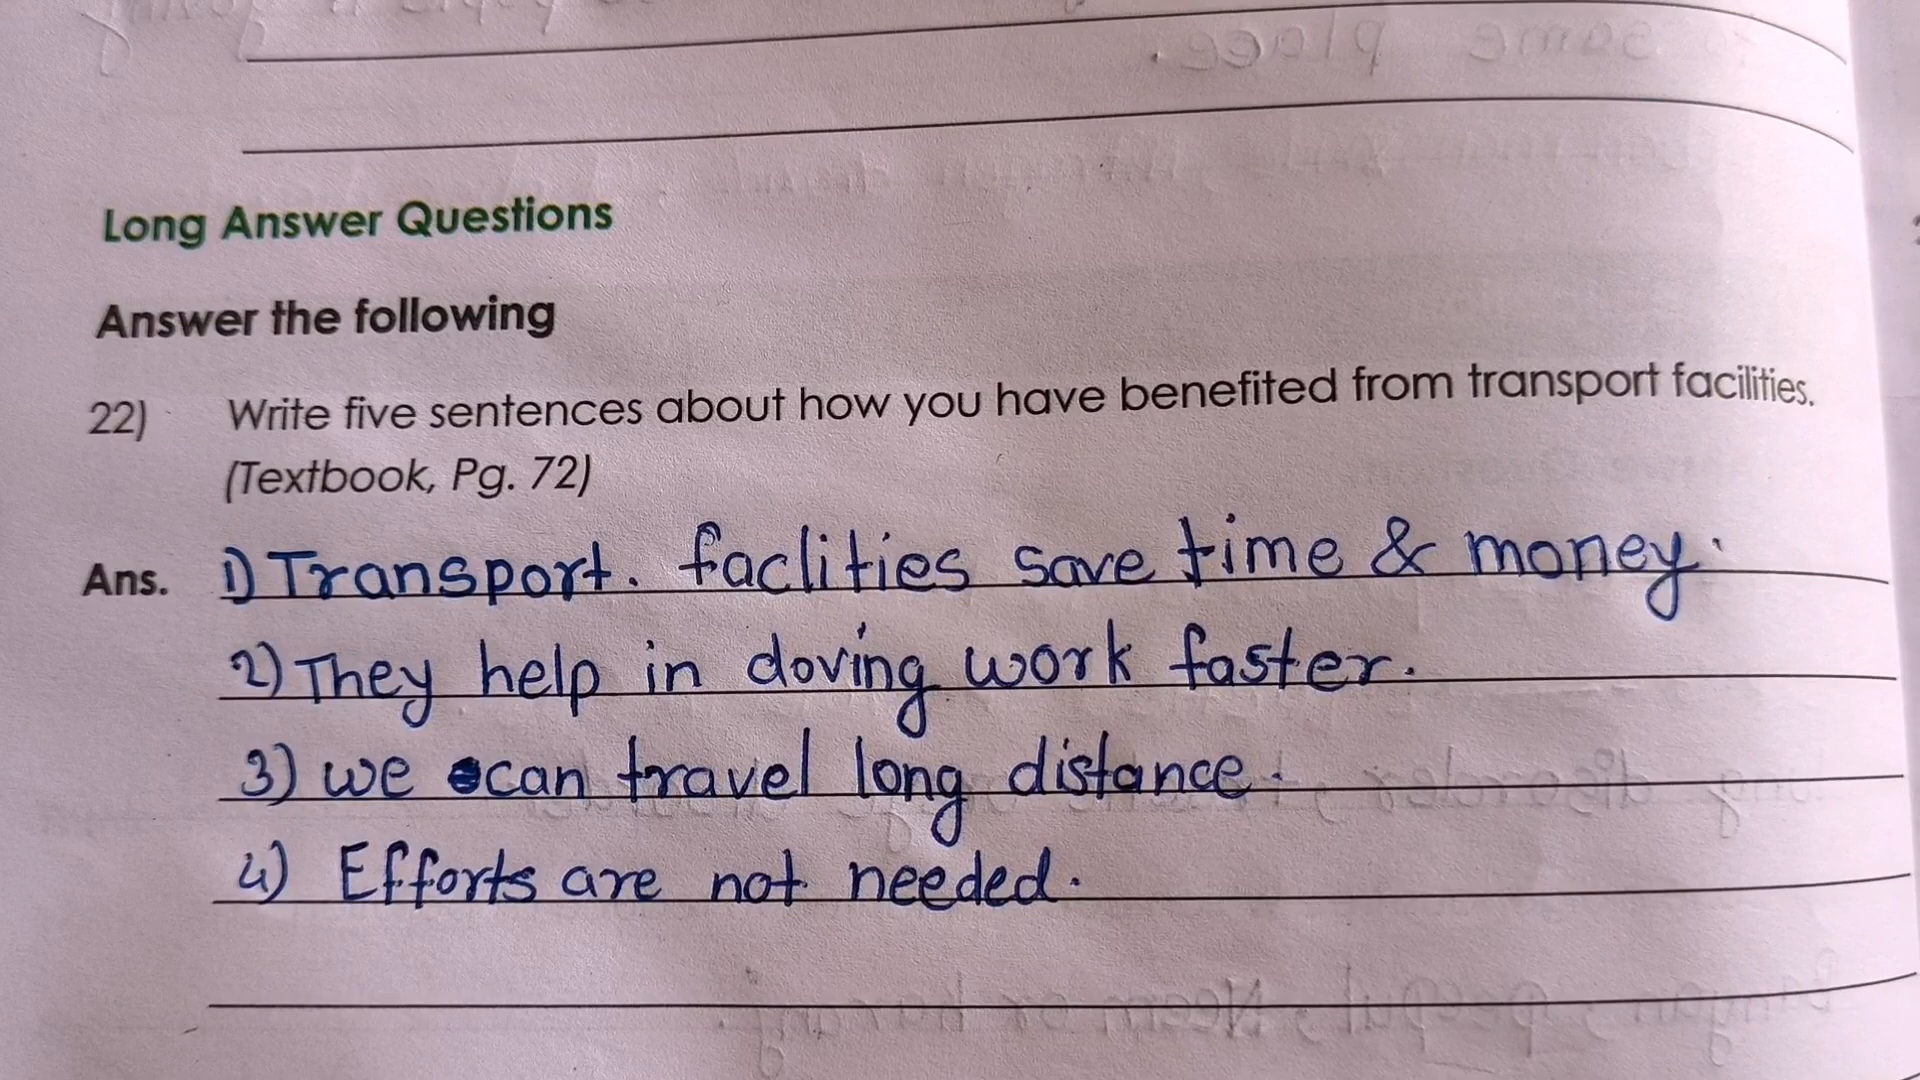 Long Answer Questions
Answer the following
22) Write five sentences about how you have benefited from transport facilities.
(Textbook, Pg. 72)
Ans. 1) Transport. faclities save time & money.
2) They help in doving work faster.
3) we can travel long distance.
4) Efforts are not needed.